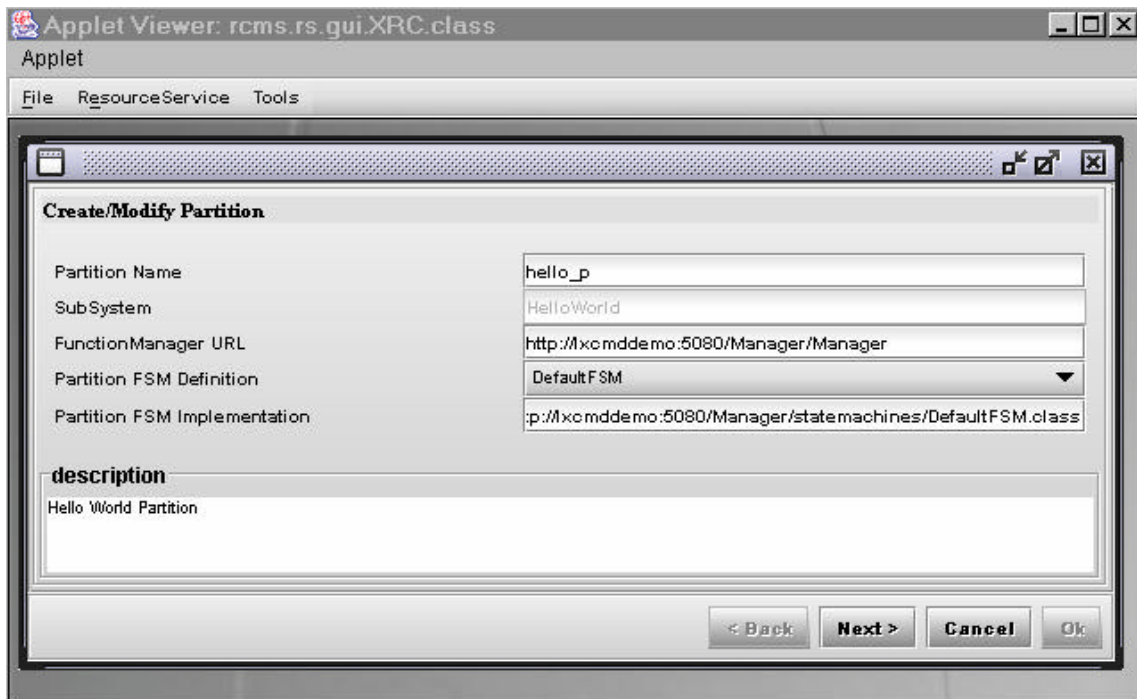 Applet Viewer: rcms.rs.gui.XRC.class
Applet
File ResourceService Tools
Create/Modify Partition
Partition Name hello_p
SubSystem HelloWorld
FunctionManager URL http://lxcmddemo:5080/Manager/Manager
Partition FSM Definition DefaultFSM
Partition FSM Implementation :p://lxcmddemo:5080/Manager/statemachines/DefaultFSM.class
description
Hello World Partition
< Back Next > Cancel Ok